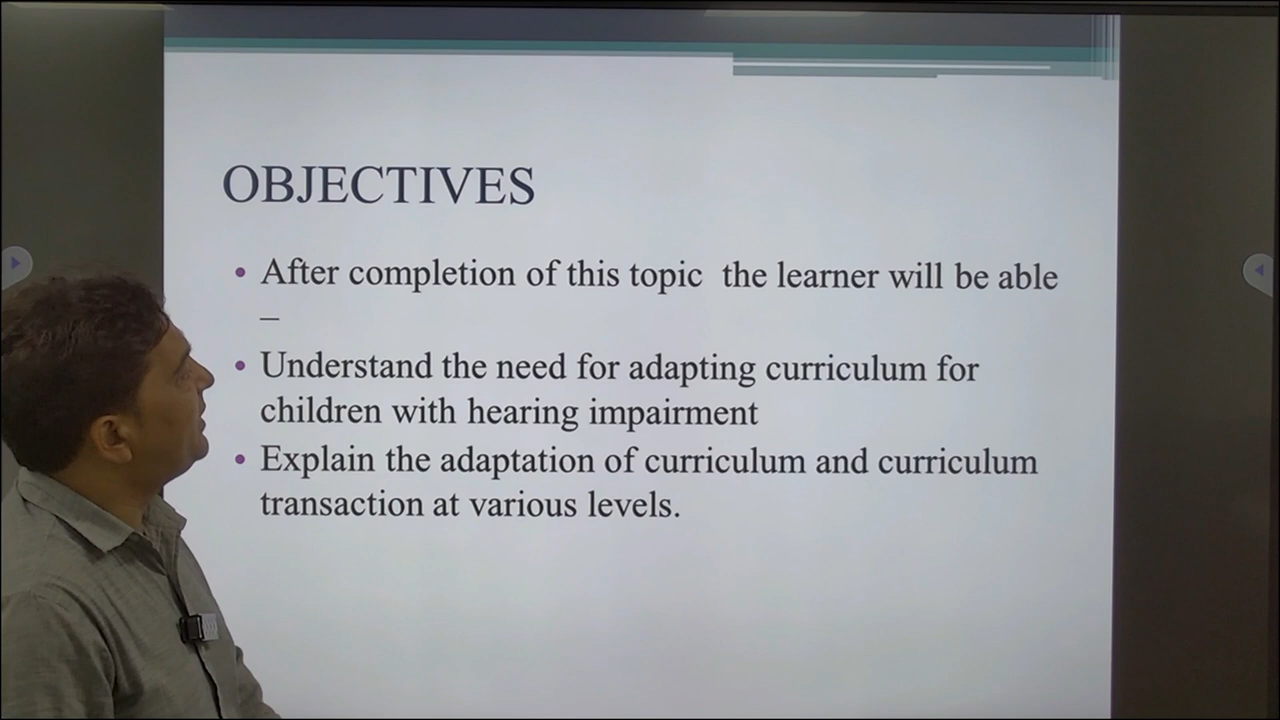 OBJECTIVES
• After completion of this topic the learner will be able
–
• Understand the need for adapting curriculum for
children with hearing impairment
• Explain the adaptation of curriculum and curriculum
transaction at various levels.